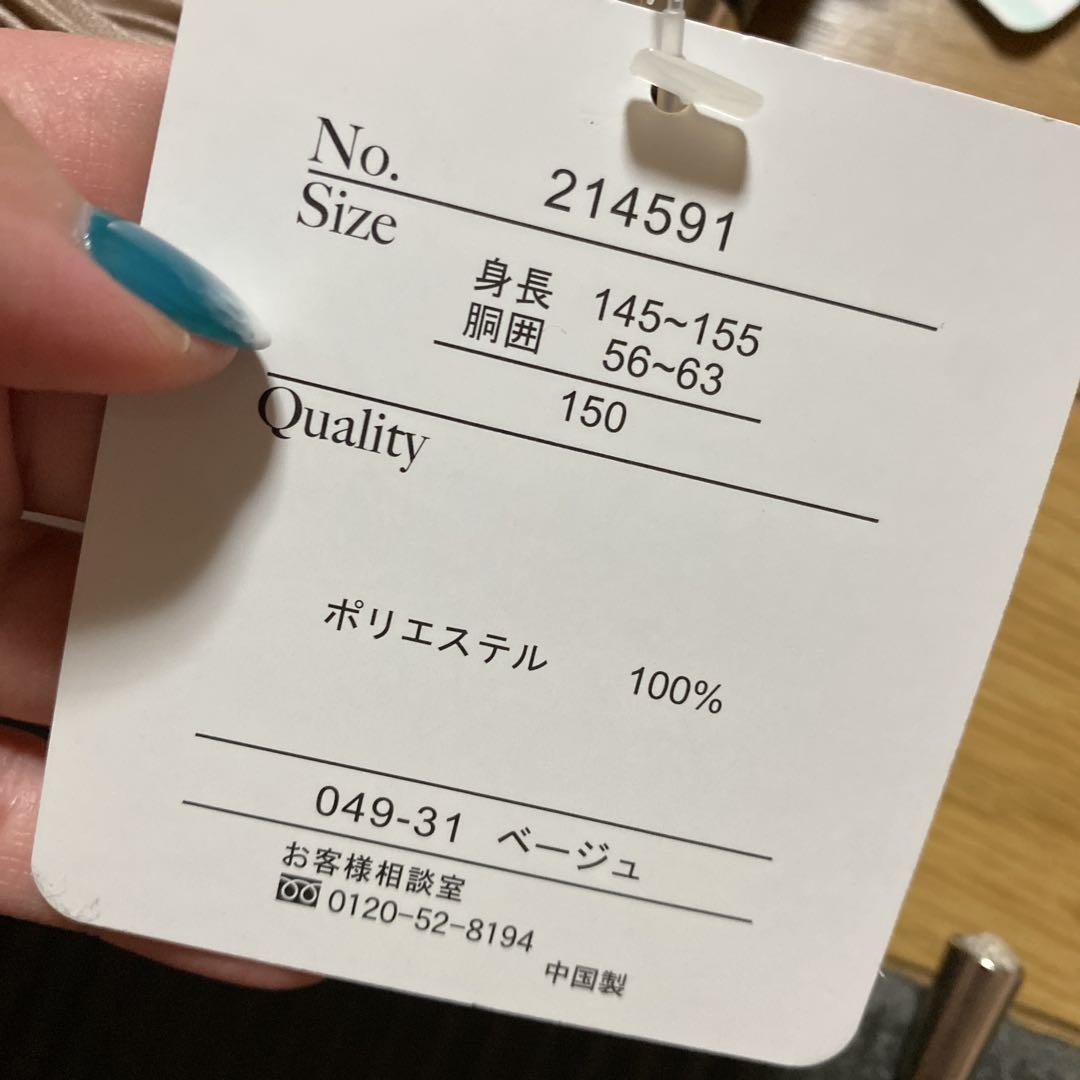 No. 214591
Size
身長 145~155
胴囲 56~63
150
Quality
ポリエステル 100%
049-31 ベージュ
お客様相談室
0120-52-8194
中国製